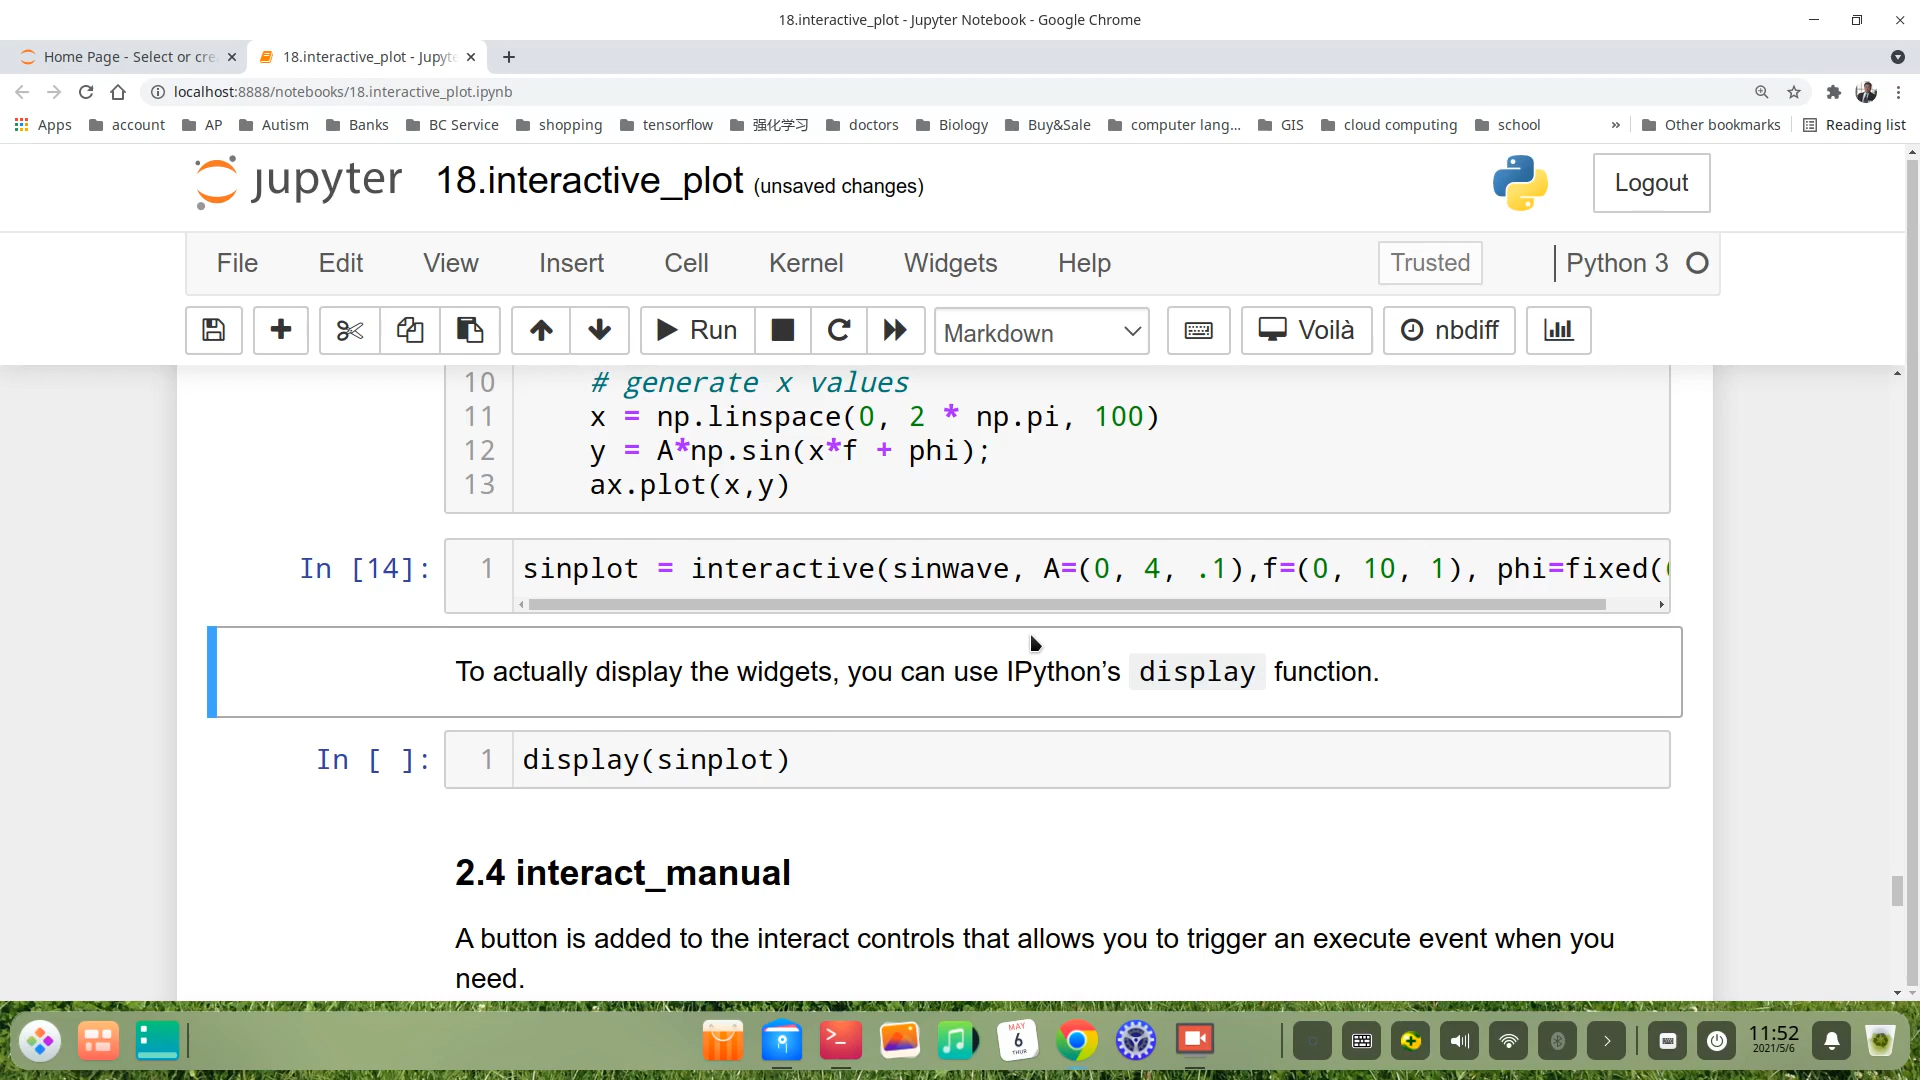 18.interactive_plot - Jupyter Notebook - Google Chrome
Home Page - Select or cre
18.interactive_plot - Jupyte
localhost:8888/notebooks/18.interactive_plot.ipynb
Apps account AP Autism Banks BC Service shopping tensorflow 强化学习 doctors Biology Buy&Sale computer lang... GIS cloud computing school » Other bookmarks Reading list
jupyter 18.interactive_plot (unsaved changes) Logout
File Edit View Insert Cell Kernel Widgets Help Trusted Python 3
Run Markdown Voilà nbdiff
10 # generate x values
11 x = np.linspace(0, 2 * np.pi, 100)
12 y = A*np.sin(x*f + phi);
13 ax.plot(x,y)
In [14]: 1 sinplot = interactive(sinwave, A=(0, 4, .1),f=(0, 10, 1), phi=fixed(
To actually display the widgets, you can use IPython’s display function.
In [ ]: 1 display(sinplot)
2.4 interact_manual
A button is added to the interact controls that allows you to trigger an execute event when you
need.
MAY
6
THUR
11:52
2021/5/6